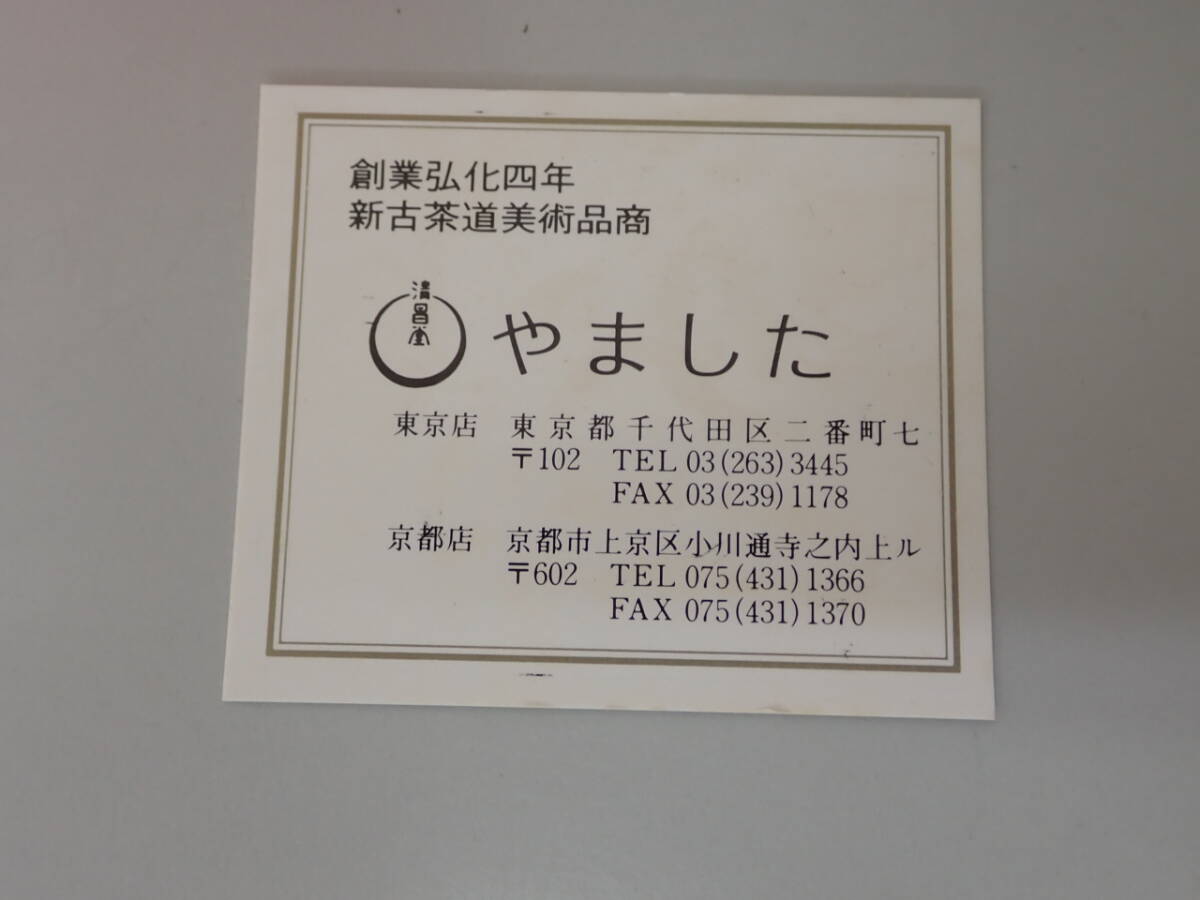 創業弘化四年
新古茶道美術品商
清昌堂
やました
東京店 東京都千代田区二番町七
〒102 TEL 03(263)3445
FAX 03(239)1178
京都店 京都市上京区小川通寺之内上ル
〒602 TEL 075(431)1366
FAX 075(431)1370